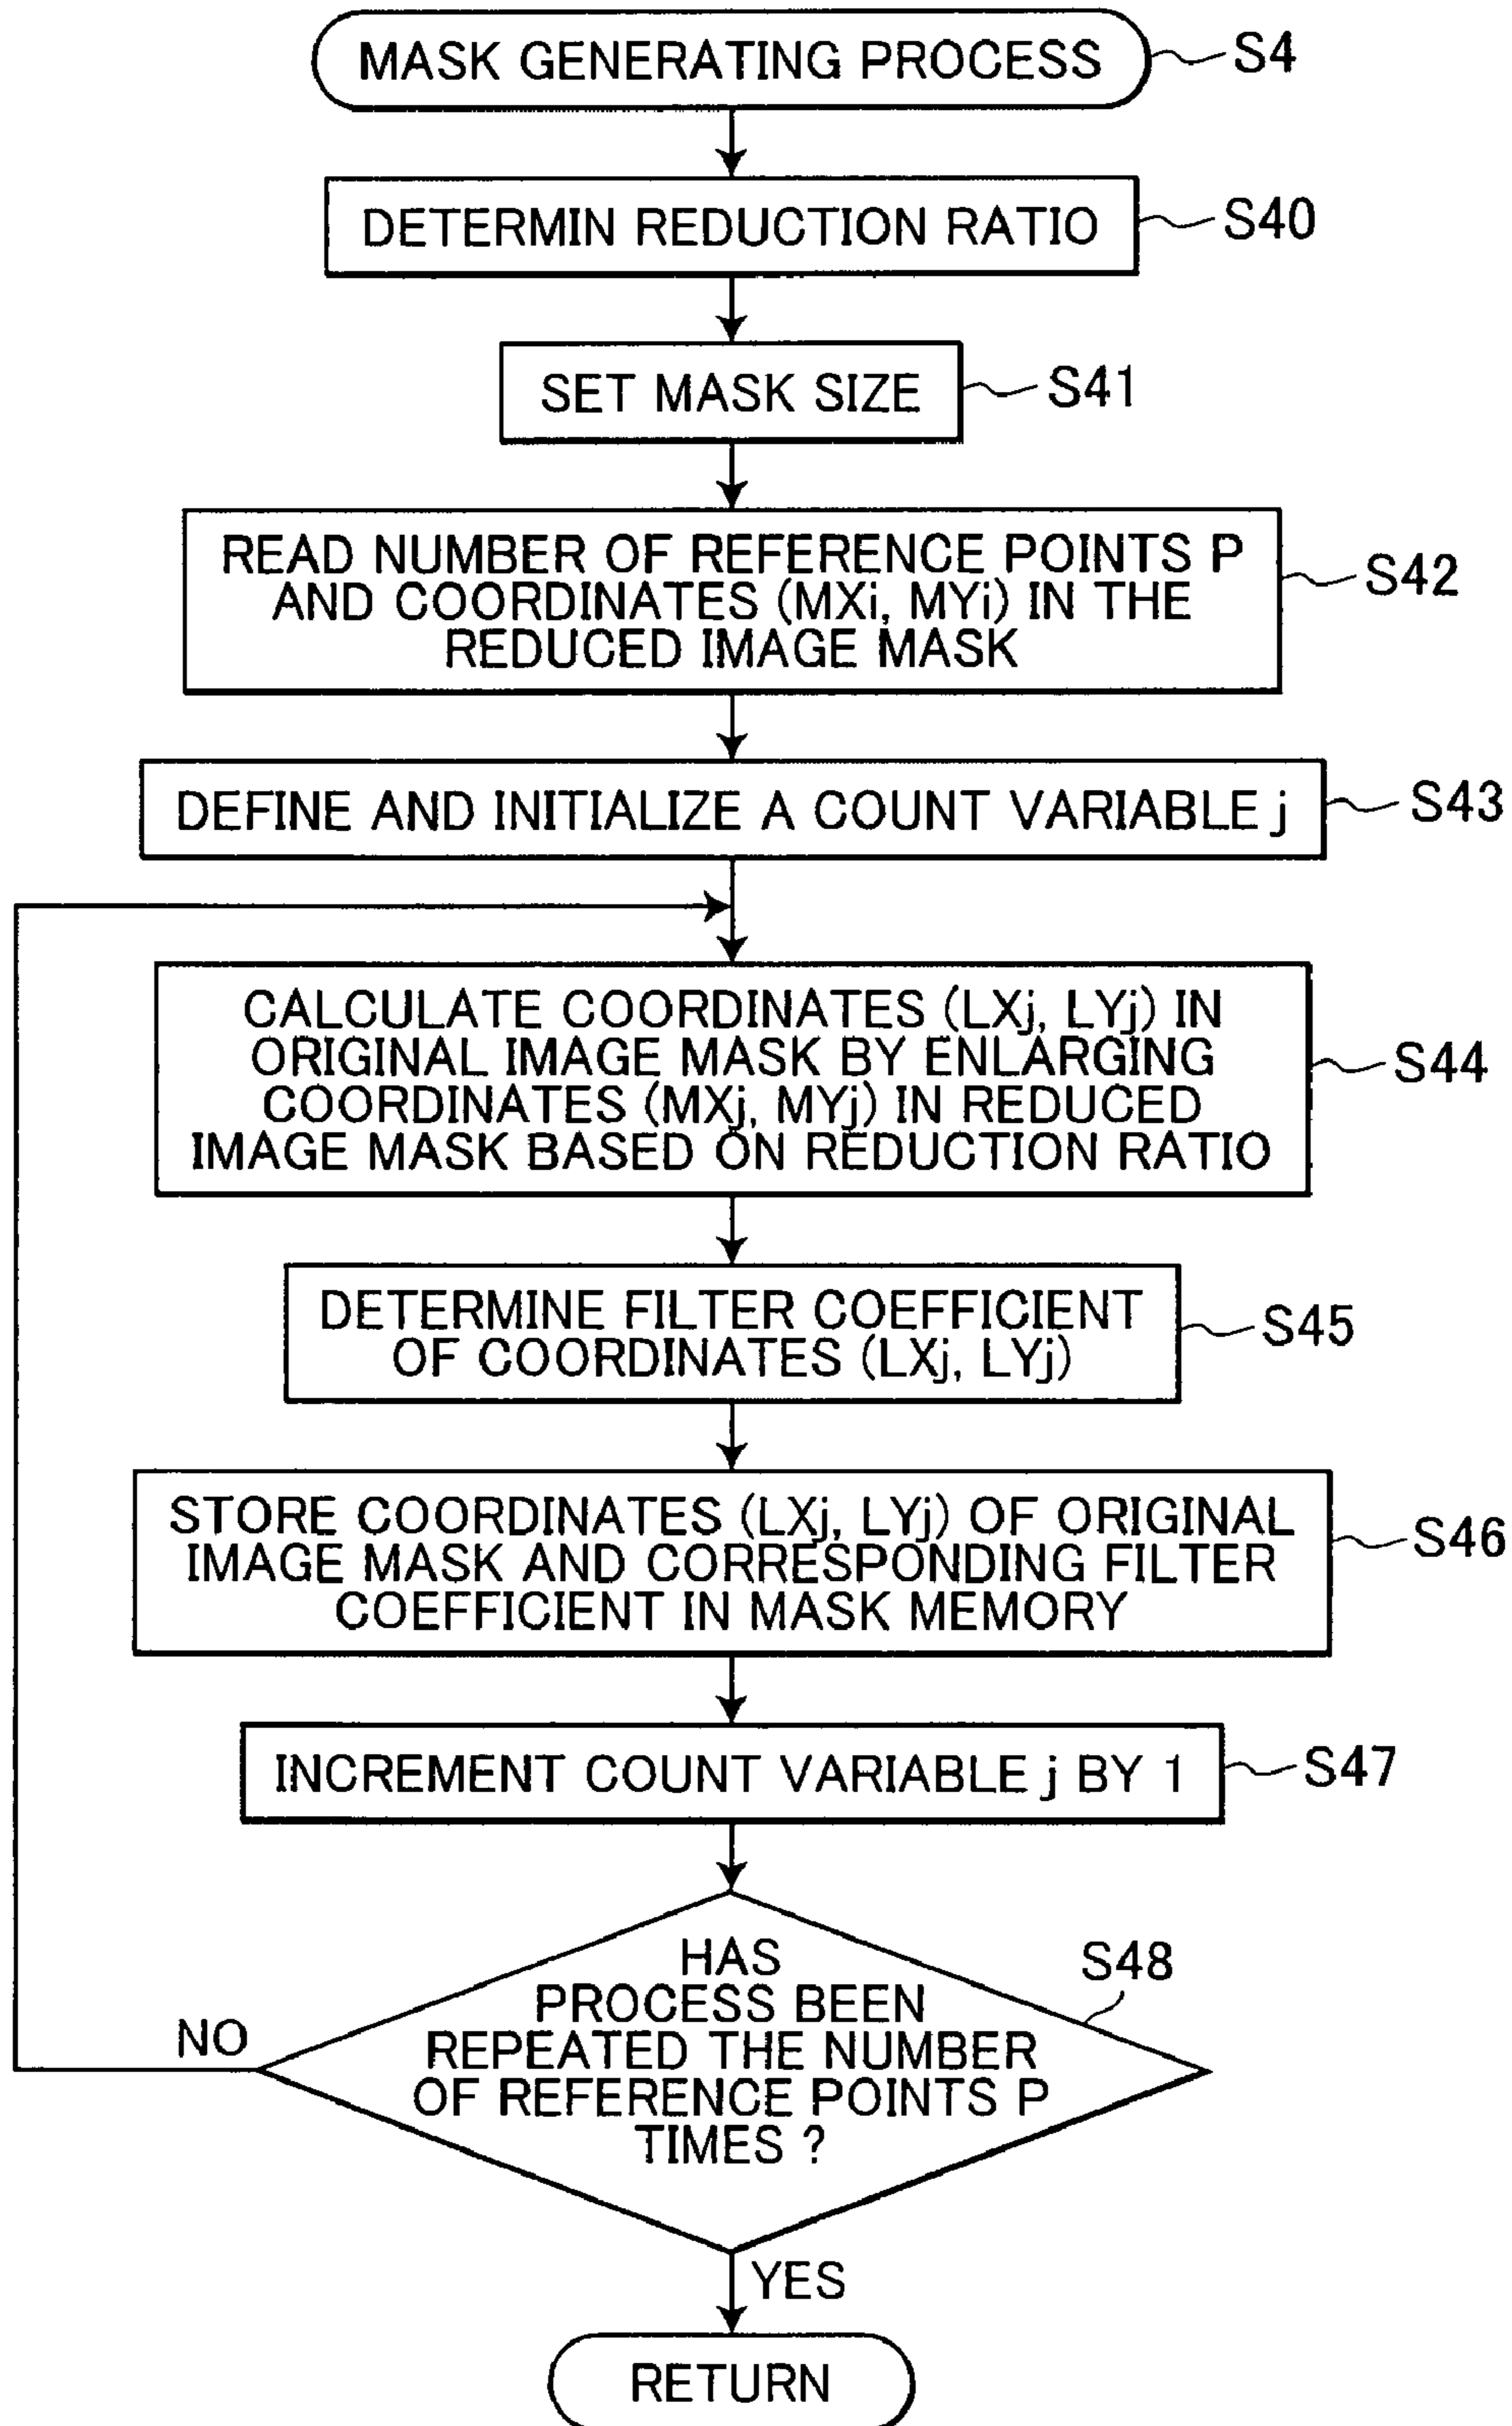 MASK GENERATING PROCESS
S4
DETERMIN REDUCTION RATIO
S40
SET MASK SIZE
S41
READ NUMBER OF REFERENCE POINTS P
AND COORDINATES (MXi, MYi) IN THE
REDUCED IMAGE MASK
S42
DEFINE AND INITIALIZE A COUNT VARIABLE j
S43
CALCULATE COORDINATES (LXj, LYj) IN
ORIGINAL IMAGE MASK BY ENLARGING
COORDINATES (MXj, MYj) IN REDUCED
IMAGE MASK BASED ON REDUCTION RATIO
S44
DETERMINE FILTER COEFFICIENT
OF COORDINATES (LXj, LYj)
S45
STORE COORDINATES (LXj, LYj) OF ORIGINAL
IMAGE MASK AND CORRESPONDING FILTER
COEFFICIENT IN MASK MEMORY
S46
INCREMENT COUNT VARIABLE j BY 1
S47
HAS
PROCESS BEEN
REPEATED THE NUMBER
OF REFERENCE POINTS P
TIMES ?
S48
NO
YES
RETURN